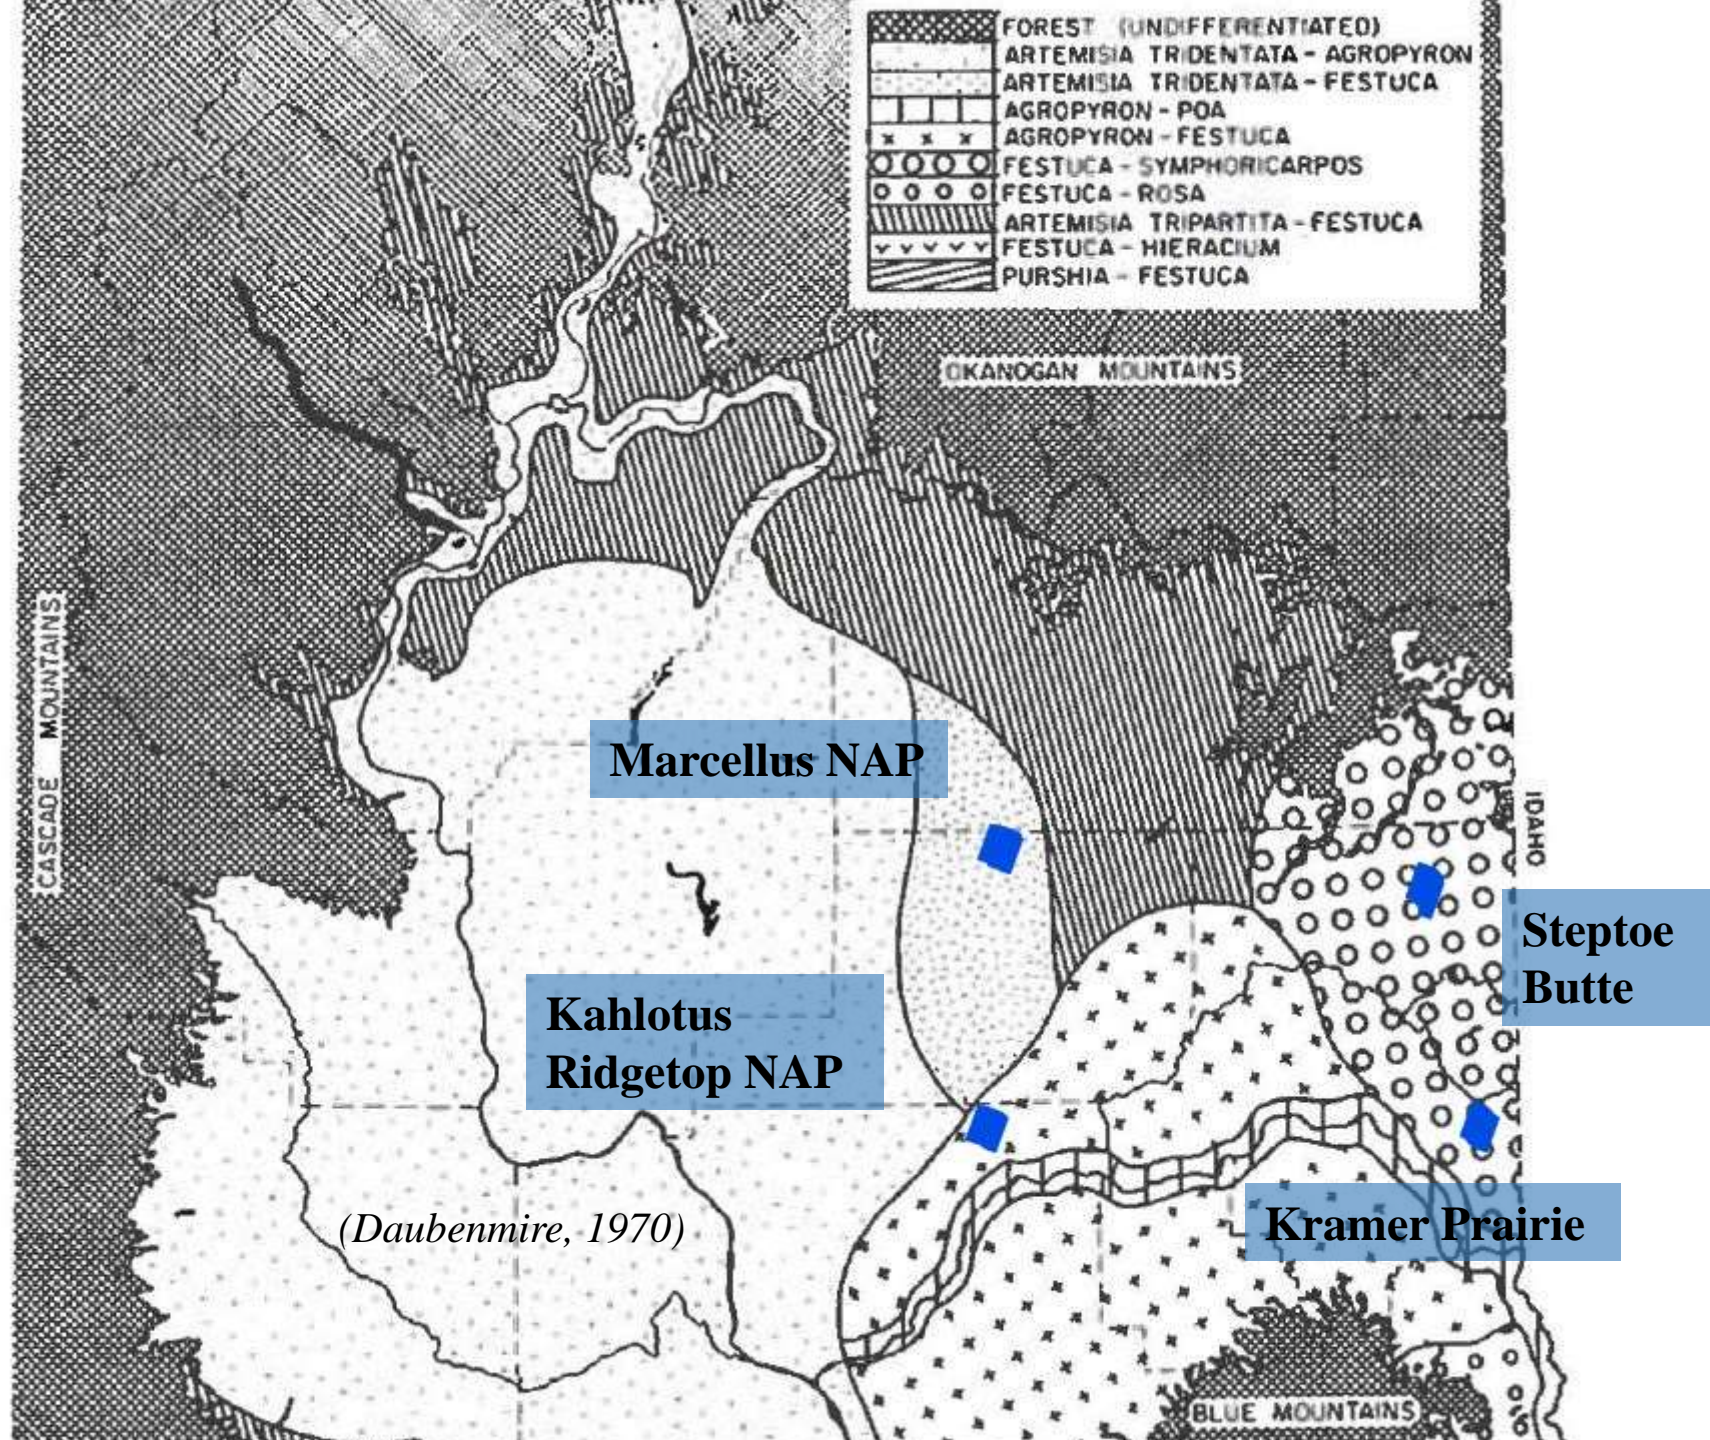 FOREST (UNDIFFERENTIATED)
ARTEMISIA TRIDENTATA - AGROPYRON
ARTEMISIA TRIDENTATA - FESTUCA
AGROPYRON - POA
AGROPYRON - FESTUCA
FESTUCA - SYMPHORICARPOS
FESTUCA - ROSA
ARTEMISIA TRIPARTITA - FESTUCA
FESTUCA - HIERACIUM
PURSHIA - FESTUCA
OKANOGAN MOUNTAINS
CASCADE MOUNTAINS
Marcellus NAP
IDAHO
Steptoe
Butte
Kahlotus
Ridgetop NAP
(Daubenmire, 1970)
Kramer Prairie
BLUE MOUNTAINS